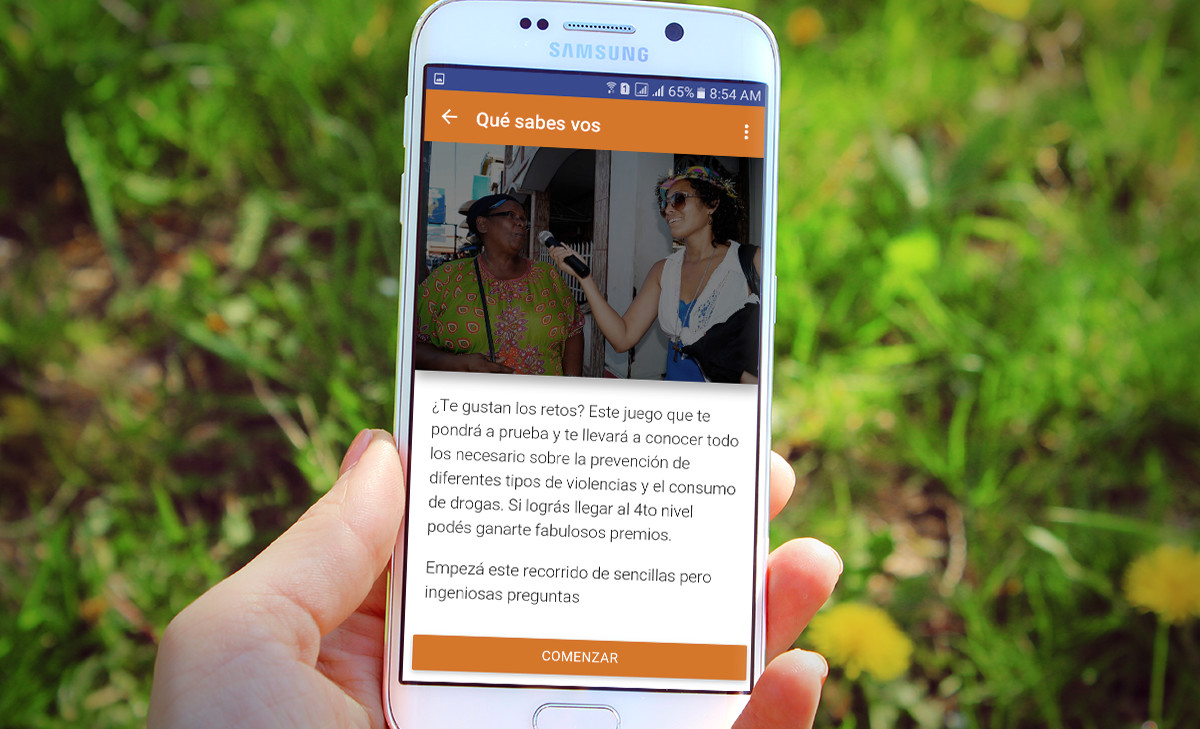 SAMSUNG
65% 8:54 AM
Qué sabes vos
¿Te gustan los retos? Este juego que te
pondrá a prueba y te llevará a conocer todo
los necesario sobre la prevención de
diferentes tipos de violencias y el consumo
de drogas. Si lográs llegar al 4to nivel
podés ganarte fabulosos premios.
Empezá este recorrido de sencillas pero
ingeniosas preguntas
COMENZAR